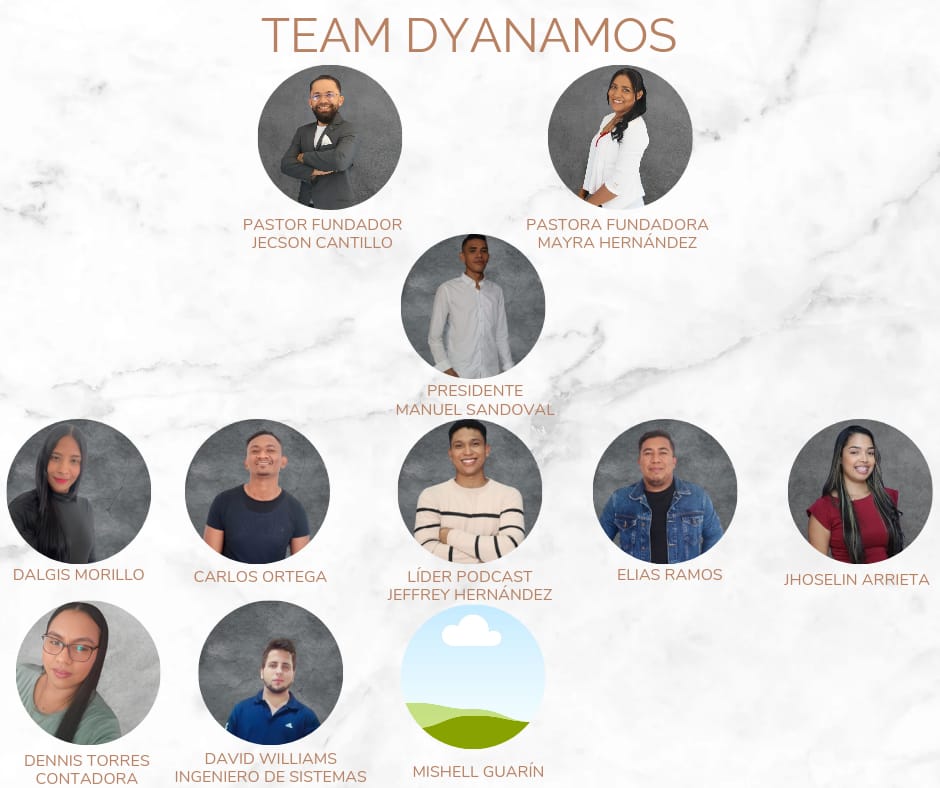 TEAM DYANAMOS
PASTOR FUNDADOR
JECSON CANTILLO
PASTORA FUNDADORA
MAYRA HERNÁNDEZ
PRESIDENTE
MANUEL SANDOVAL
DALGIS MORILLO
CARLOS ORTEGA
LÍDER PODCAST
JEFFREY HERNÁNDEZ
ELIAS RAMOS
JHOSELIN ARRIETA
DENNIS TORRES
CONTADORA
DAVID WILLIAMS
INGENIERO DE SISTEMAS
MISHELL GUARÍN